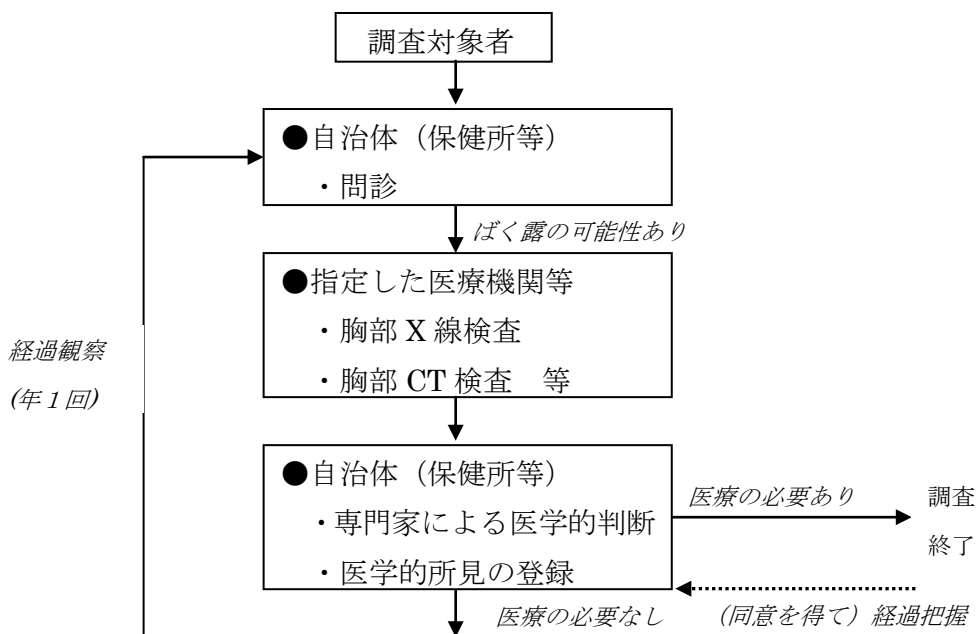 調査対象者
●自治体（保健所等）
・問診
ばく露の可能性あり
●指定した医療機関等
・胸部 X 線検査
・胸部 CT 検査　等
経過観察
(年１回)
●自治体（保健所等）
・専門家による医学的判断
・医学的所見の登録
医療の必要あり
調査
終了
医療の必要なし
（同意を得て）経過把握